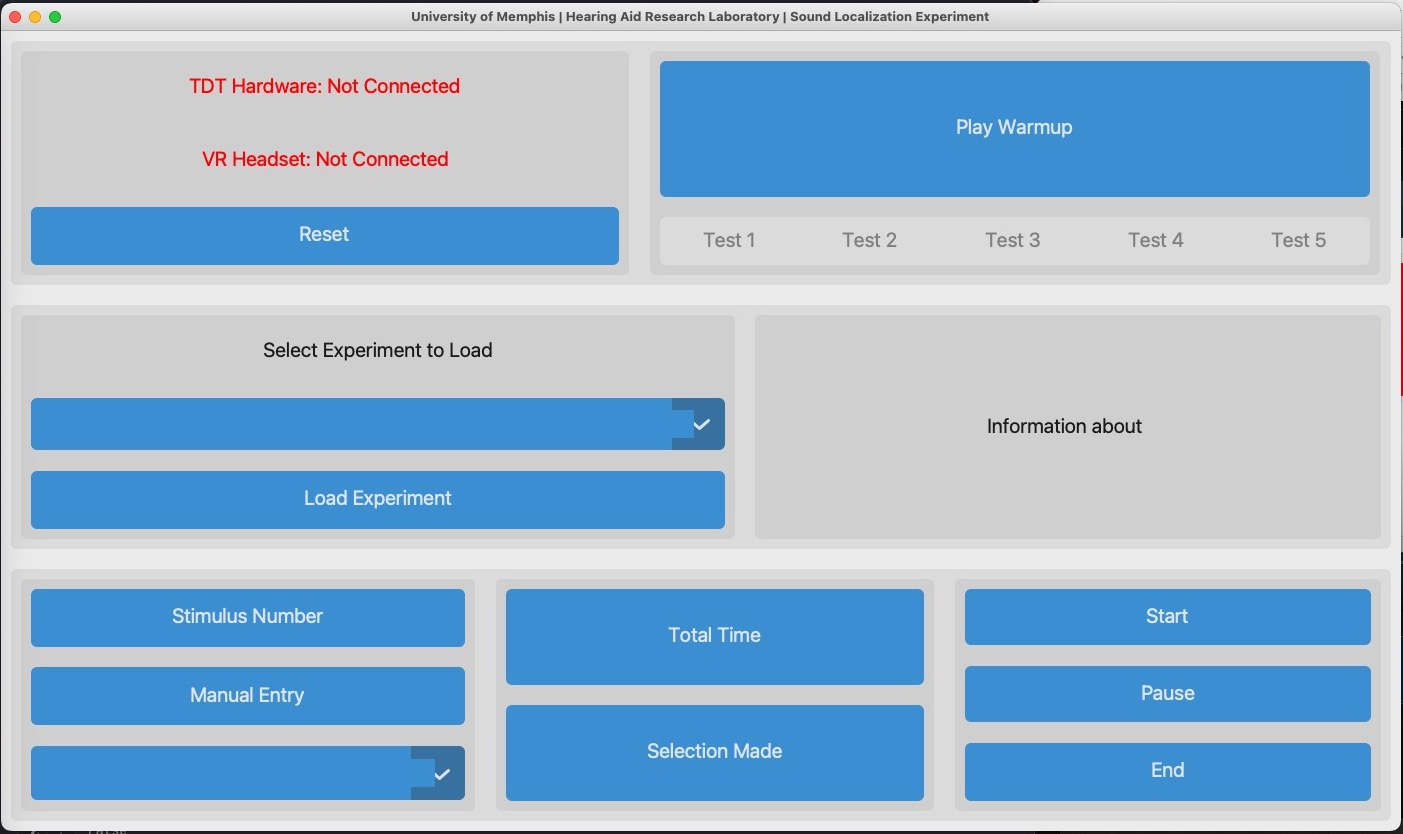 University of Memphis | Hearing Aid Research Laboratory | Sound Localization Experiment
TDT Hardware: Not Connected
VR Headset: Not Connected
Reset
Play Warmup
Test 1 Test 2 Test 3 Test 4 Test 5
Select Experiment to Load
Load Experiment
Information about
Stimulus Number
Manual Entry
Total Time
Selection Made
Start
Pause
End